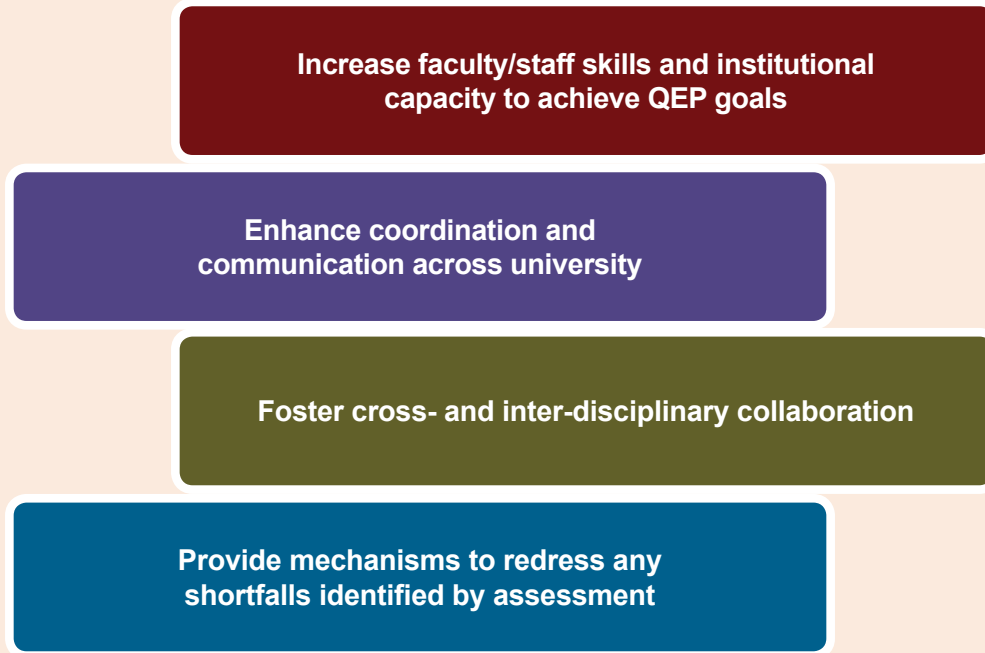 Increase faculty/staff skills and institutional
capacity to achieve QEP goals
Enhance coordination and
communication across university
Foster cross- and inter-disciplinary collaboration
Provide mechanisms to redress any
shortfalls identified by assessment